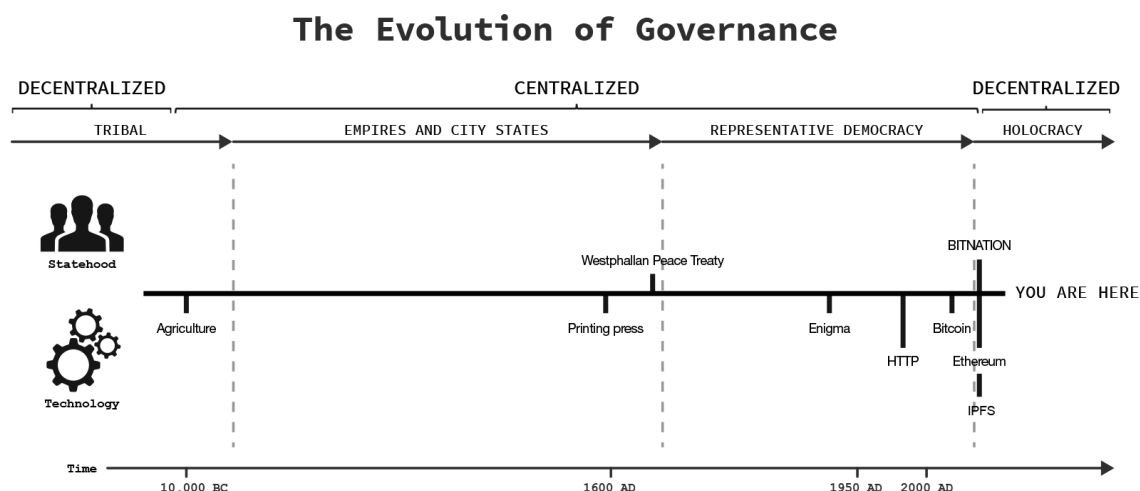 The Evolution of Governance
DECENTRALIZED CENTRALIZED DECENTRALIZED
TRIBAL EMPIRES AND CITY STATES REPRESENTATIVE DEMOCRACY HOLOCRACY
BITNATION
Westphallan Peace Treaty
Statehood
YOU ARE HERE
Agriculture Printing press Enigma Bitcoin
HTTP Ethereum
Technology
IPFS
Time
10,000 BC 1600 AD 1950 AD 2000 AD